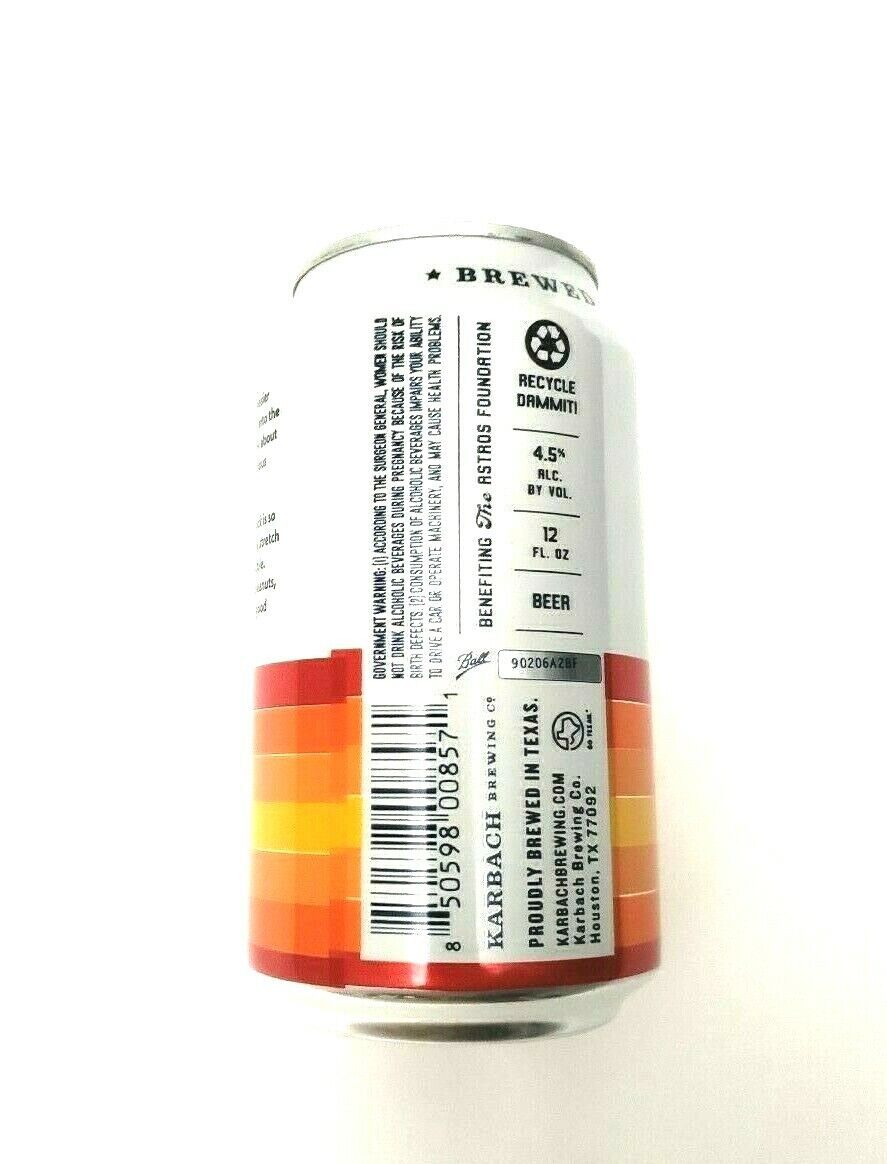 ★ BREWED
GOVERNMENT WARNING: (1) ACCORDING TO THE SURGEON GENERAL, WOMEN SHOULD
NOT DRINK ALCOHOLIC BEVERAGES DURING PREGNANCY BECAUSE OF THE RISK OF
BIRTH DEFECTS. (2) CONSUMPTION OF ALCOHOLIC BEVERAGES IMPAIRS YOUR ABILITY
TO DRIVE A CAR OR OPERATE MACHINERY, AND MAY CAUSE HEALTH PROBLEMS.
BENEFITING The ASTROS FOUNDATION
RECYCLE
DAMMIT!
4.5%
ALC.
BY VOL.
12
FL. OZ
BEER
Ball
90206A2BF
8 50598 00857 1
KARBACH BREWING Cº
PROUDLY BREWED IN TEXAS.
GO TEXAN.
KARBACHBREWING.COM
Karbach Brewing Co.
Houston, TX 77092
into the
about
is so
stretch